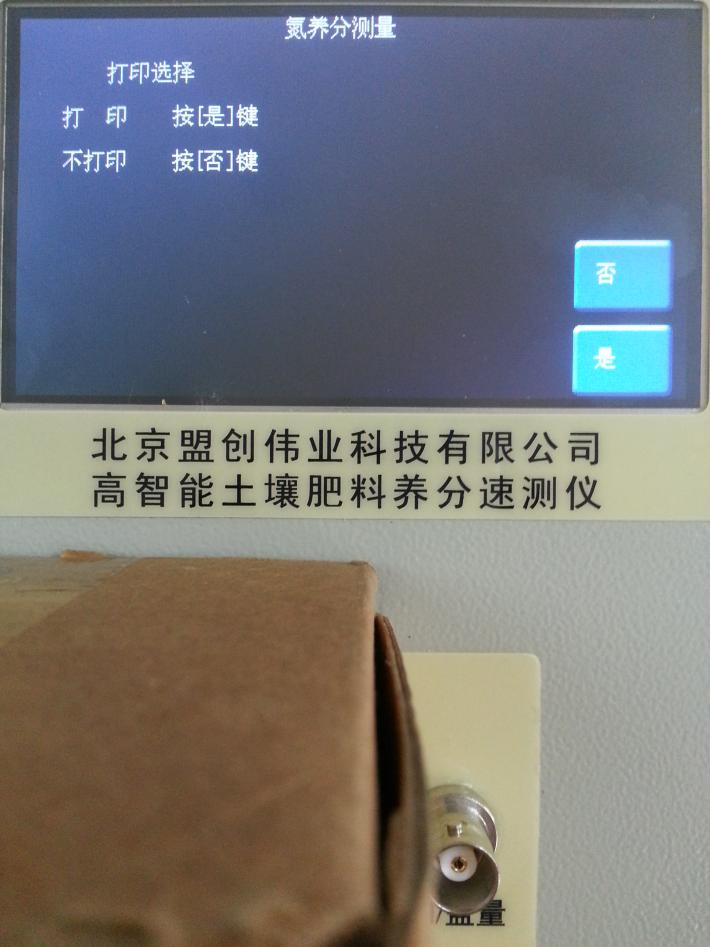 氮养分测量
打印选择
打 印 按[是]键
不打印 按[否]键
否
是
北京盟创伟业科技有限公司
高智能土壤肥料养分速测仪
/盐量